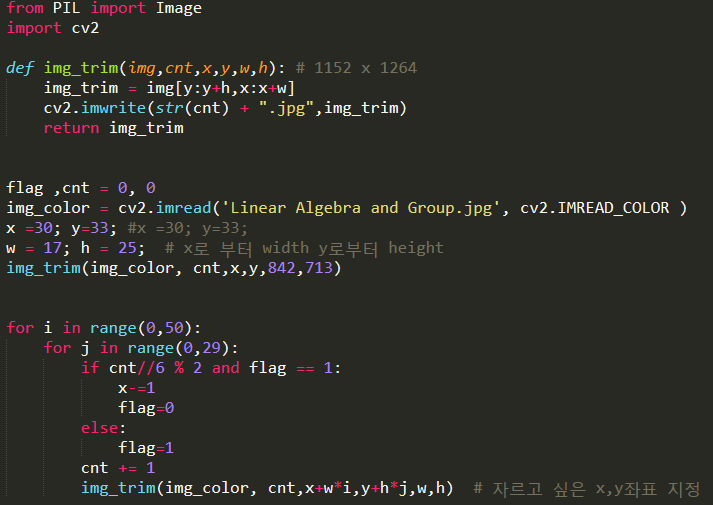 from PIL import Image
import cv2
def img_trim(img,cnt,x,y,w,h): # 1152 x 1264
    img_trim = img[y:y+h,x:x+w]
    cv2.imwrite(str(cnt) + ".jpg",img_trim)
    return img_trim
flag ,cnt = 0, 0
img_color = cv2.imread('Linear Algebra and Group.jpg', cv2.IMREAD_COLOR )
x =30; y=33; #x =30; y=33;
w = 17; h = 25;  # x로 부터 width y로부터 height
img_trim(img_color, cnt,x,y,842,713)
for i in range(0,50):
    for j in range(0,29):
        if cnt//6 % 2 and flag == 1:
            x-=1
            flag=0
        else:
            flag=1
        cnt += 1
        img_trim(img_color, cnt,x+w*i,y+h*j,w,h)  # 자르고 싶은 x,y좌표 지정